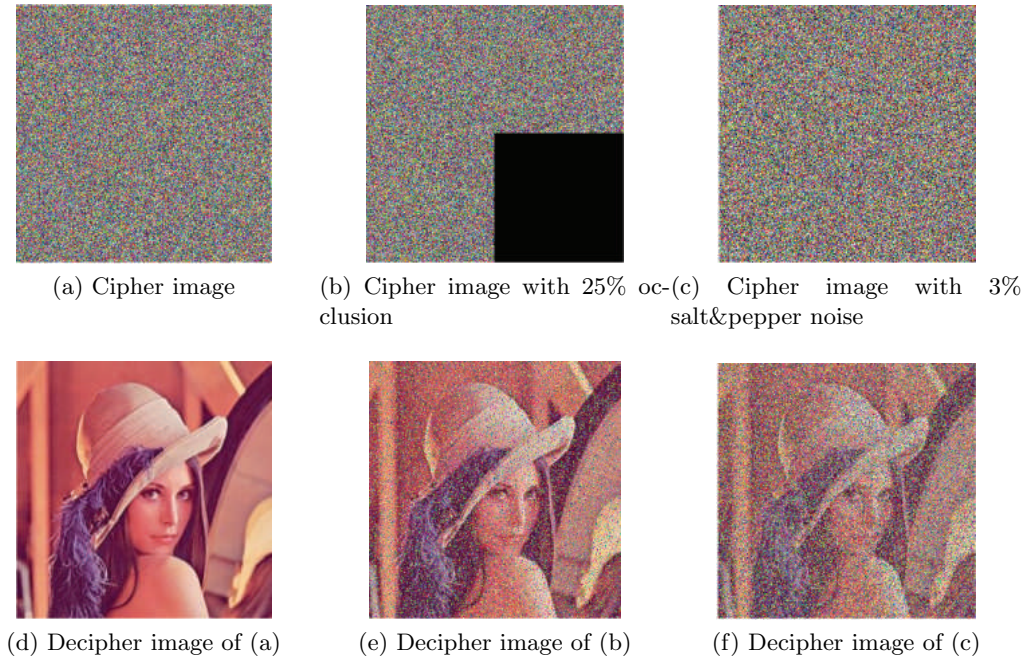 (a) Cipher image
(b) Cipher image with 25% oc-
clusion
(c) Cipher image with 3%
salt&pepper noise
(d) Decipher image of (a)
(e) Decipher image of (b)
(f) Decipher image of (c)